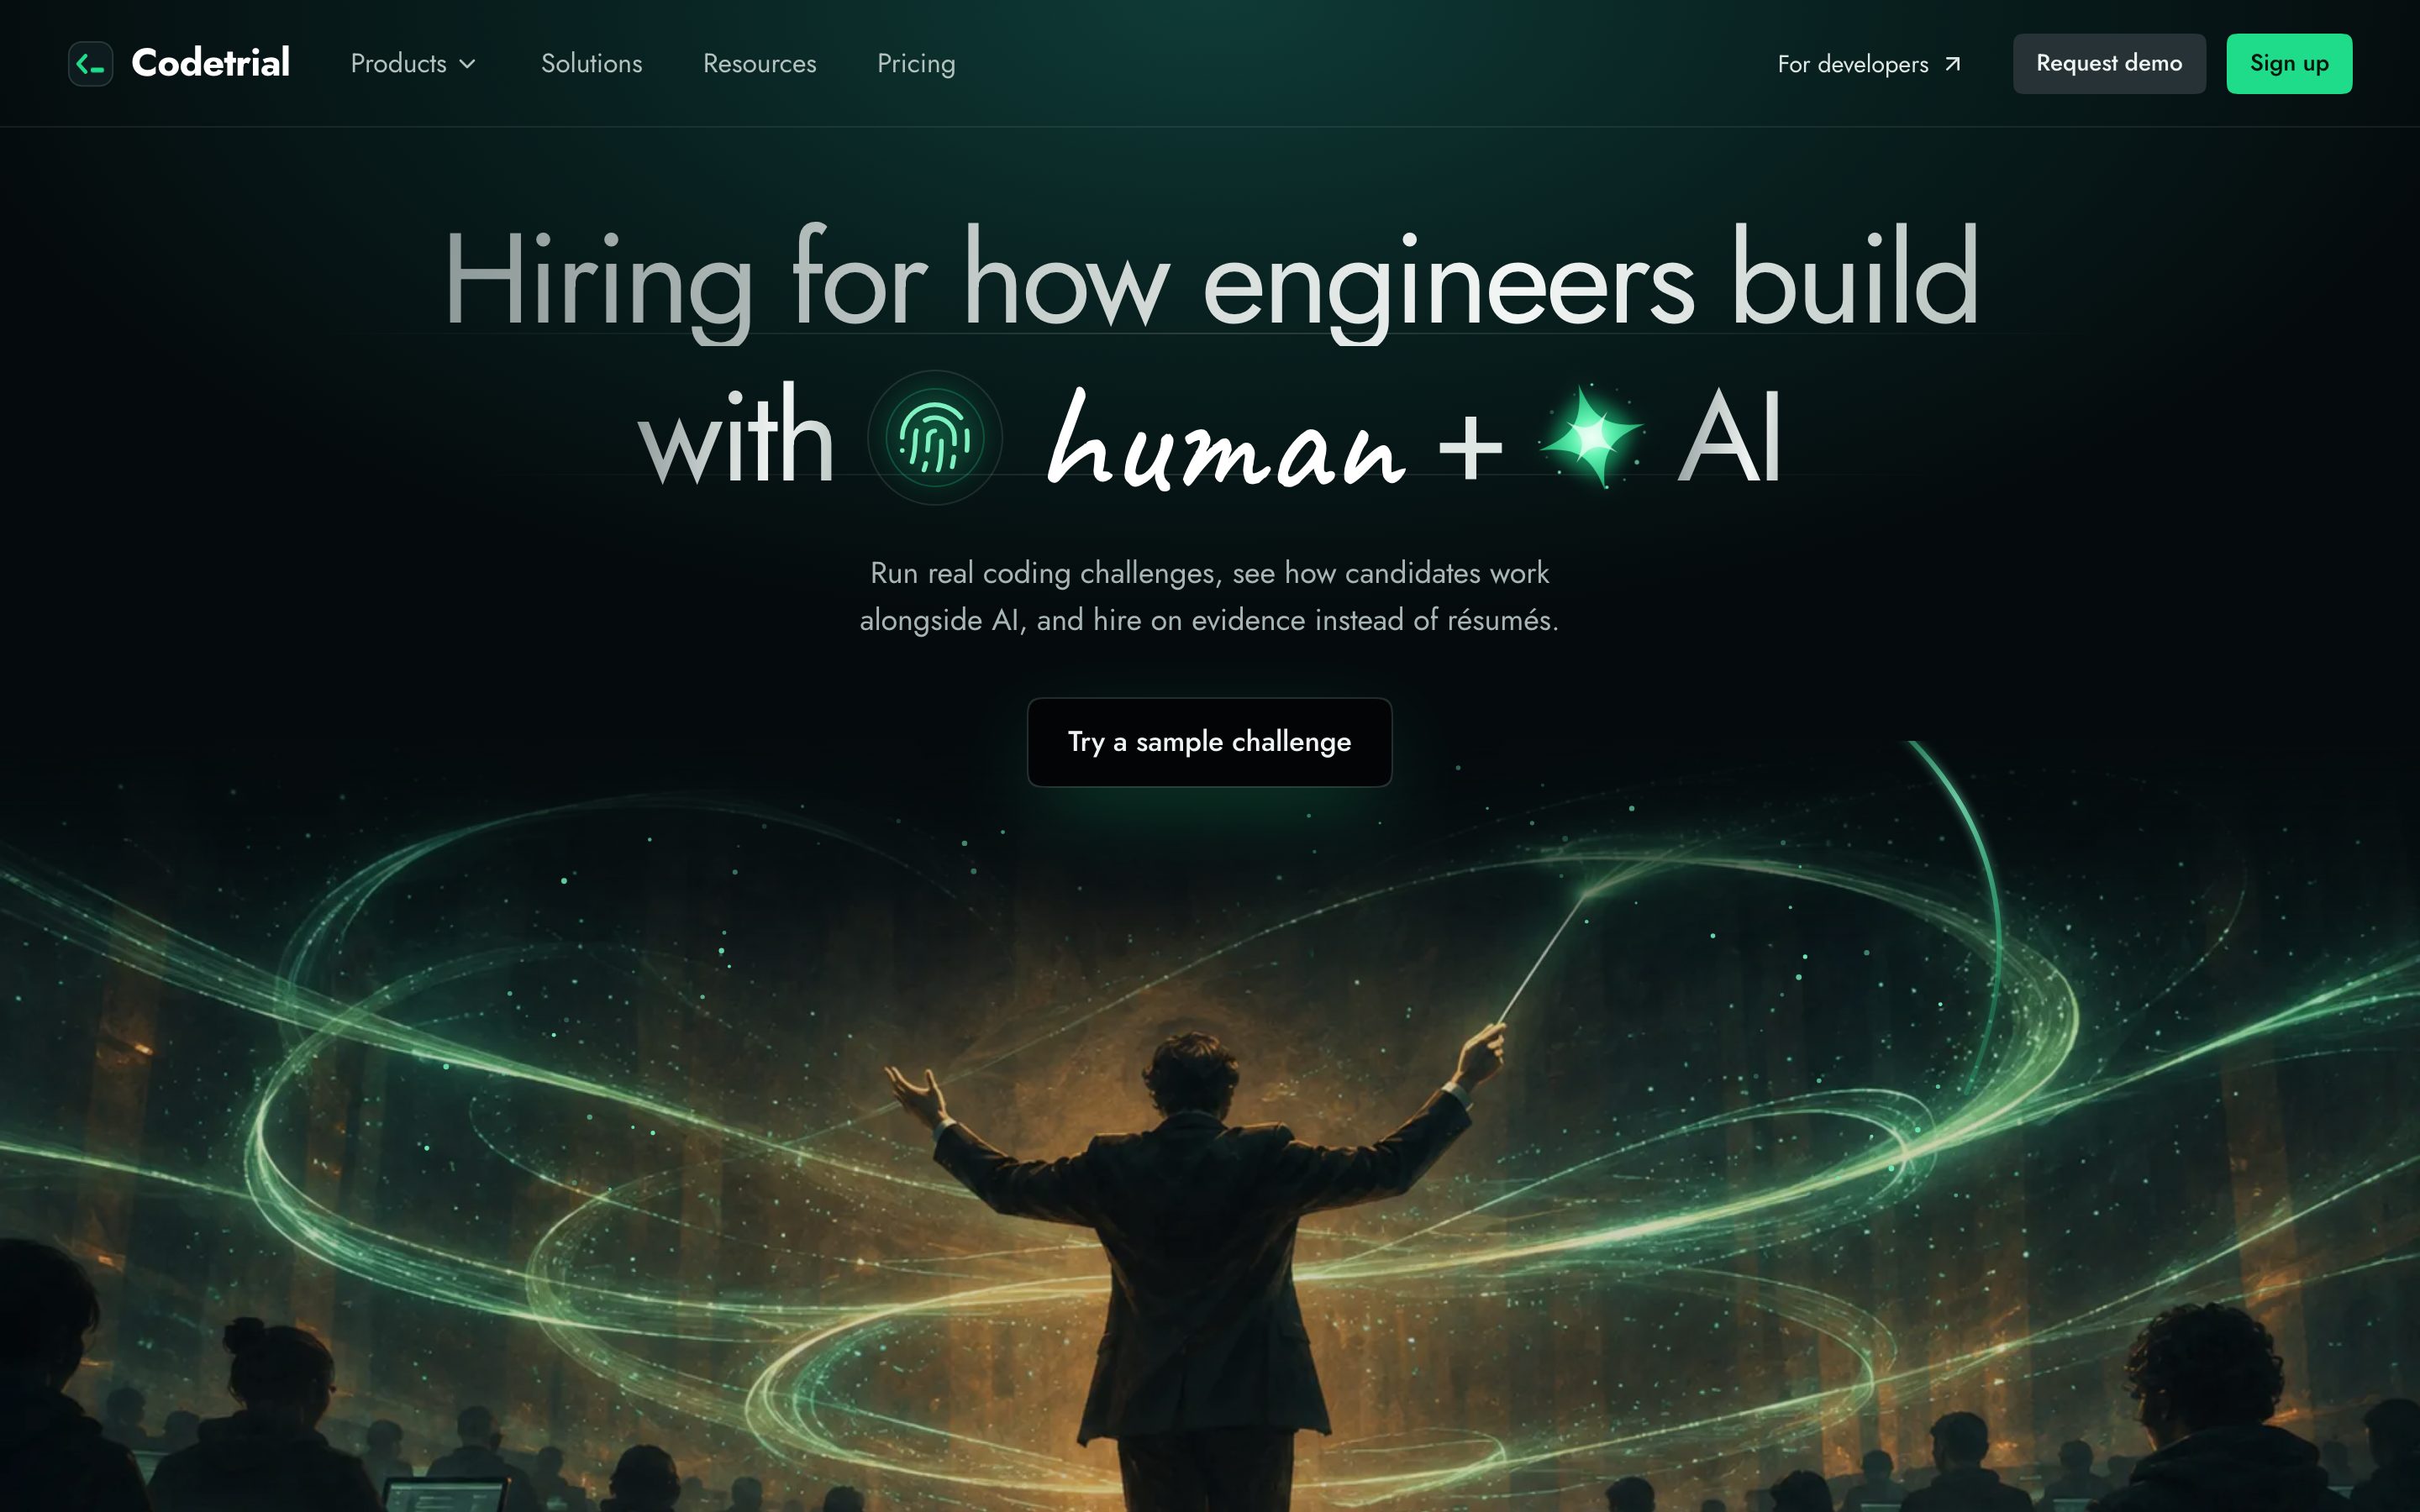 Codetrial
Products
Solutions
Resources
Pricing
For developers
Request demo
Sign up
Hiring for how engineers build
with human + AI
Run real coding challenges, see how candidates work
alongside AI, and hire on evidence instead of résumés.
Try a sample challenge